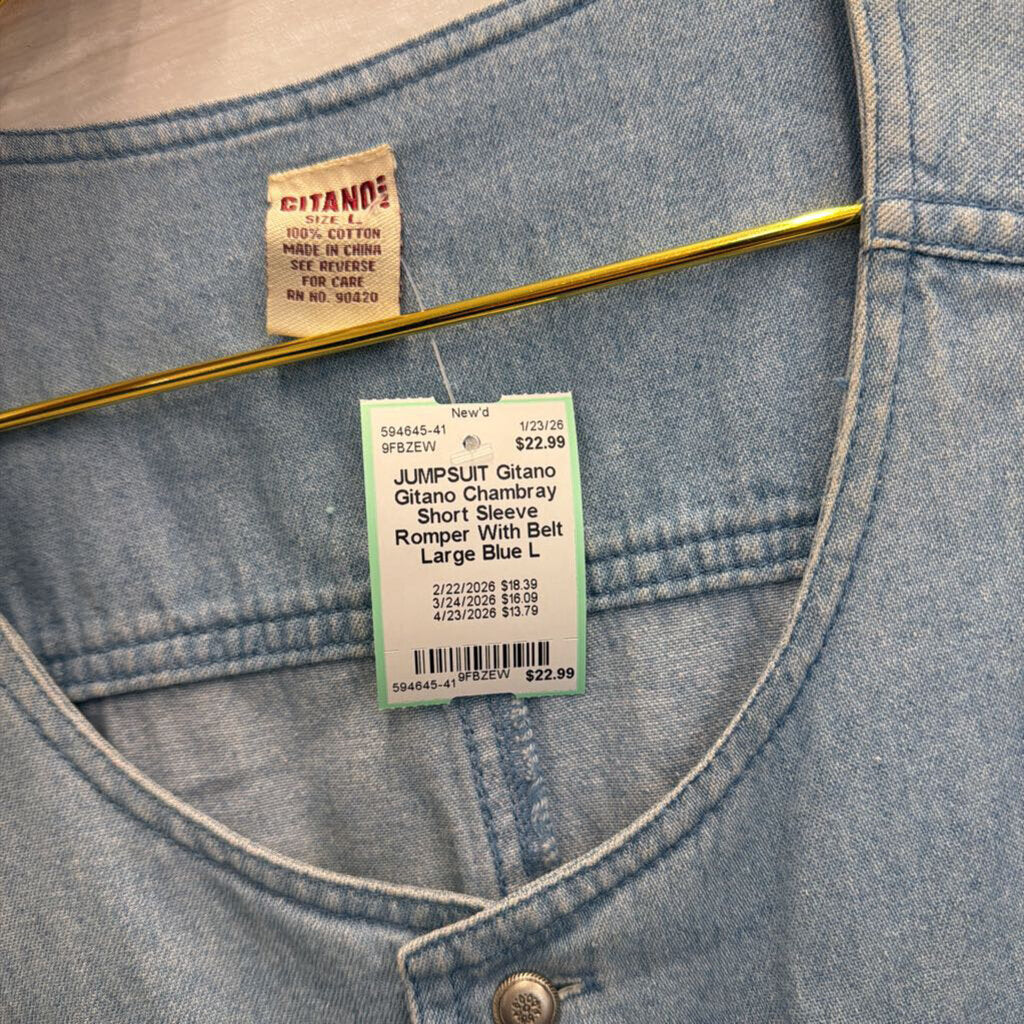 GITANO
SIZE L
100% COTTON
MADE IN CHINA
SEE REVERSE
FOR CARE
RN NO. 90420
New'd
594645-41 1/23/26
9FBZEW $22.99
JUMPSUIT Gitano
Gitano Chambray
Short Sleeve
Romper With Belt
Large Blue L
2/22/2026 $18.39
3/24/2026 $16.09
4/23/2026 $13.79
594645-41 9FBZEW $22.99